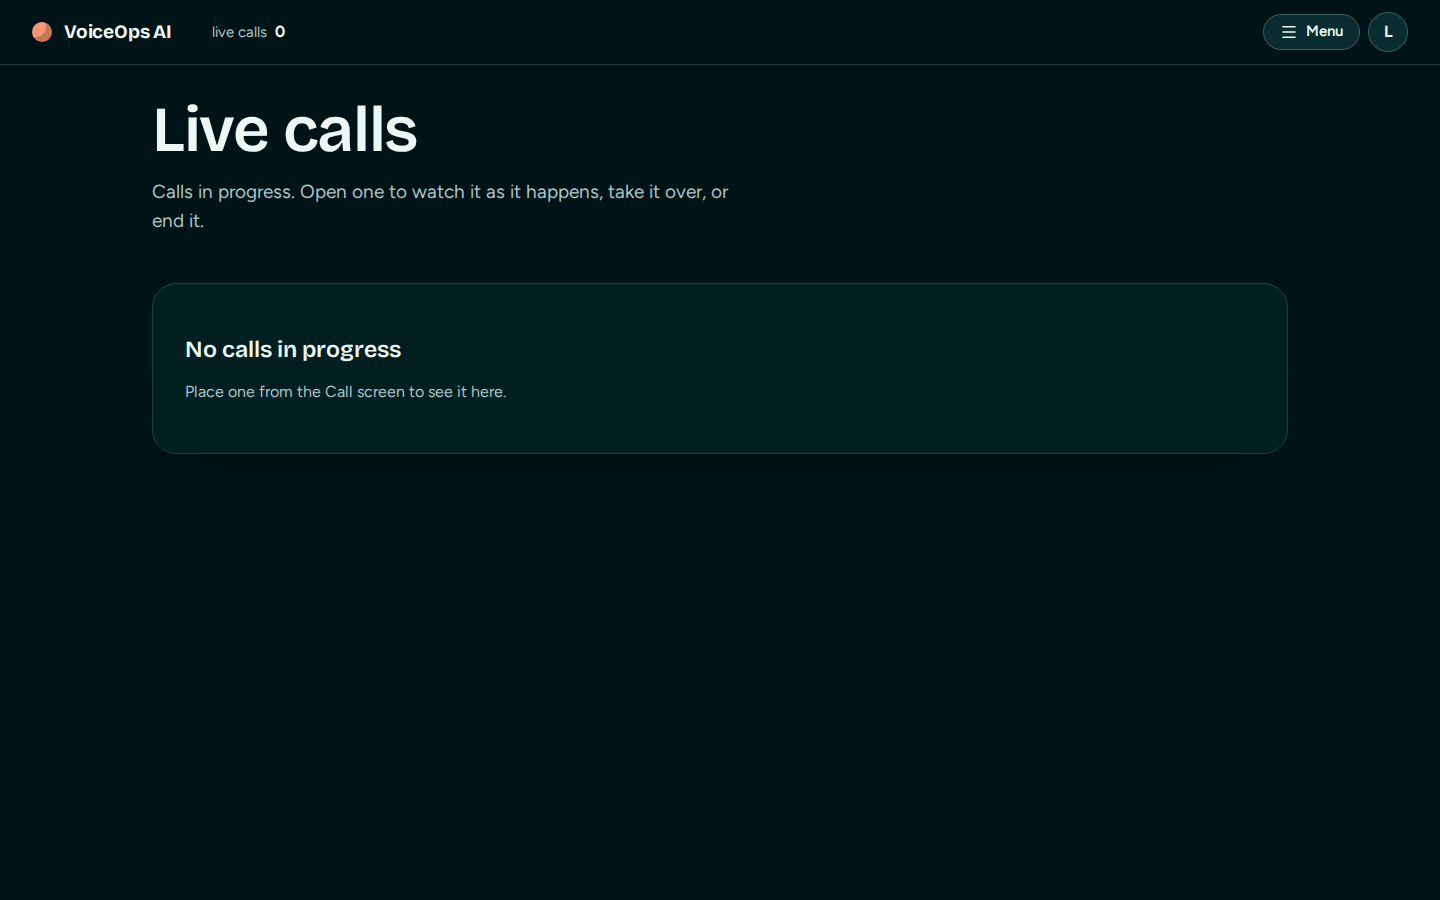 VoiceOps AI
live calls 0
Menu
L
Live calls
Calls in progress. Open one to watch it as it happens, take it over, or
end it.
No calls in progress
Place one from the Call screen to see it here.